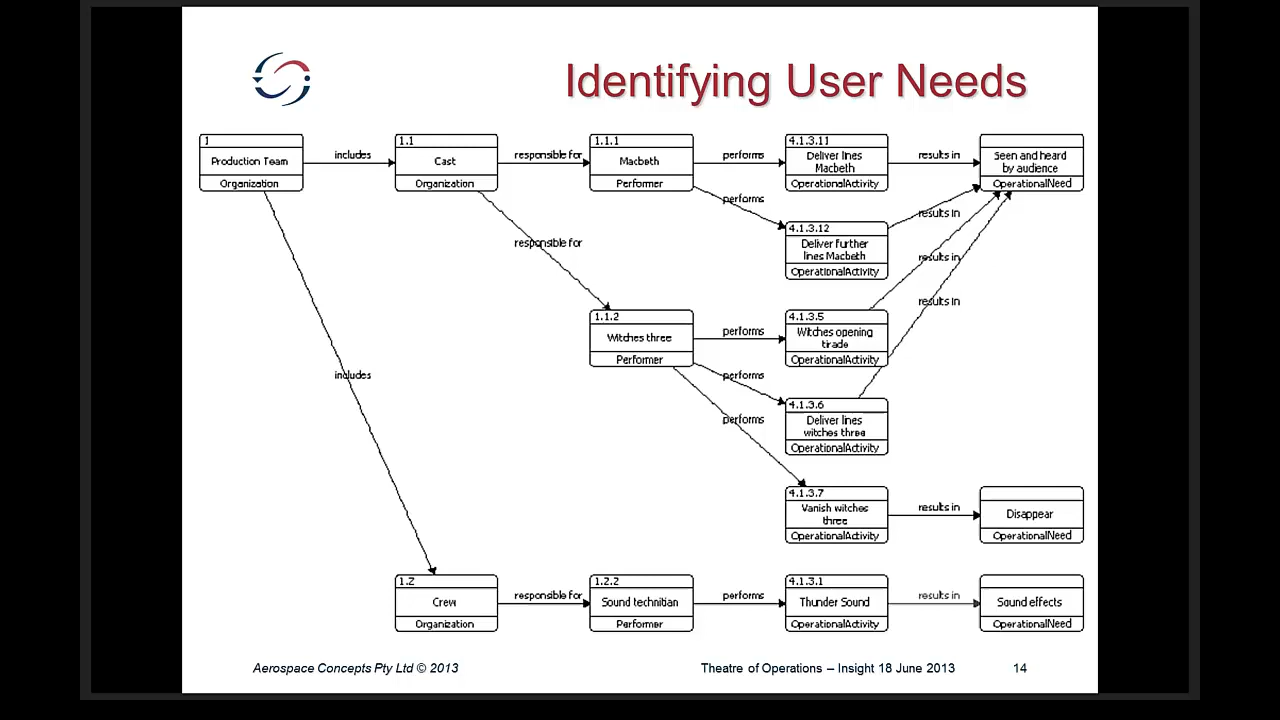 Identifying User Needs
1
Production Team
Organization
includes
1.1
Cast
Organization
responsible for
1.1.1
Macbeth
Performer
performs
4.1.3.11
Deliver lines
Macbeth
OperationalActivity
results in
Seen and heard
by audience
OperationalNeed
performs
4.1.3.12
Deliver further
lines Macbeth
OperationalActivity
results in
responsible for
results in
1.1.2
Witches three
Performer
performs
4.1.3.5
Witches opening
tirade
OperationalActivity
results in
includes
performs
4.1.3.6
Deliver lines
witches three
OperationalActivity
performs
4.1.3.7
Vanish witches
three
OperationalActivity
results in
Disappear
OperationalNeed
1.2
Crew
Organization
responsible for
1.2.2
Sound technitian
Performer
performs
4.1.3.1
Thunder Sound
OperationalActivity
results in
Sound effects
OperationalNeed
Aerospace Concepts Pty Ltd © 2013
Theatre of Operations – Insight 18 June 2013
14